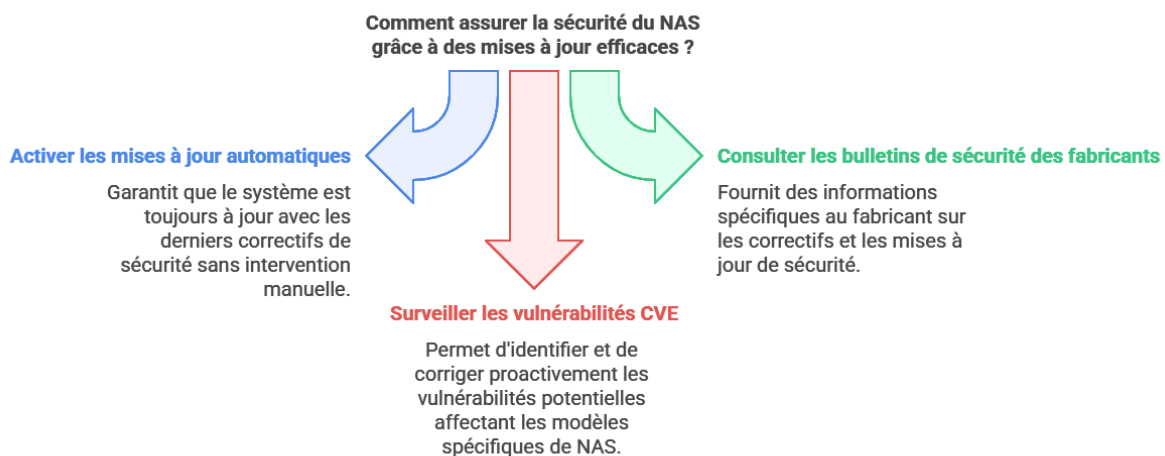 Comment assurer la sécurité du NAS
grâce à des mises à jour efficaces ?
Activer les mises à jour automatiques
Garantit que le système est
toujours à jour avec les
derniers correctifs de
sécurité sans intervention
manuelle.
Surveiller les vulnérabilités CVE
Permet d'identifier et de
corriger proactivement les
vulnérabilités potentielles
affectant les modèles
spécifiques de NAS.
Consulter les bulletins de sécurité des fabricants
Fournit des informations
spécifiques au fabricant sur
les correctifs et les mises à
jour de sécurité.